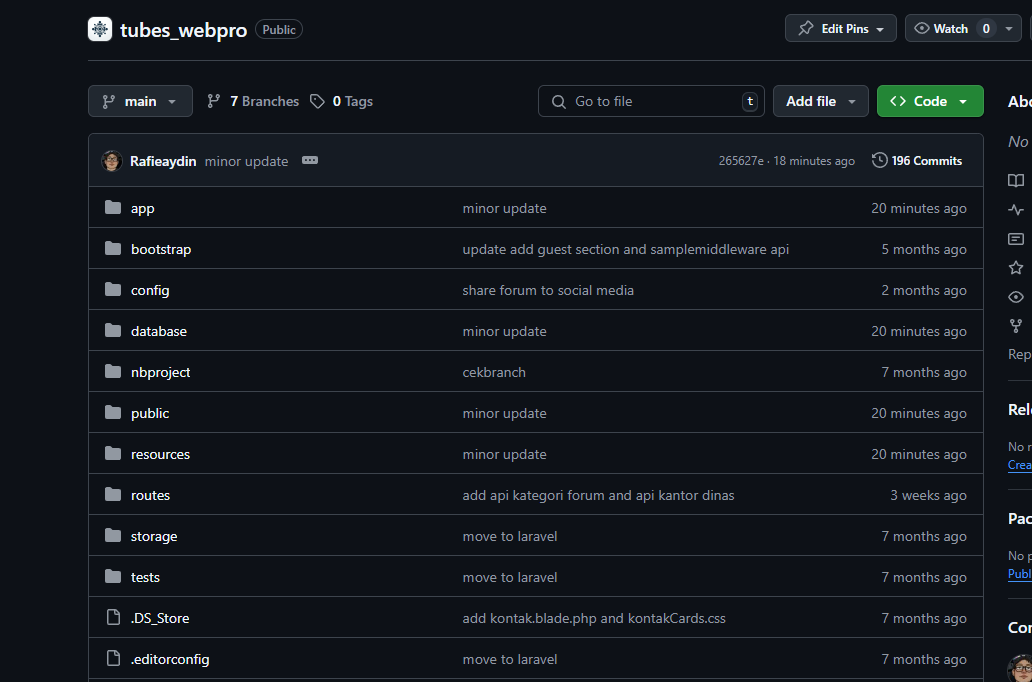 tubes_webpro Public Edit Pins Watch 0
main 7 Branches 0 Tags Go to file t Add file Code
Rafieaydin minor update 265627e · 18 minutes ago 196 Commits
app minor update 20 minutes ago
bootstrap update add guest section and samplemiddleware api 5 months ago
config share forum to social media 2 months ago
database minor update 20 minutes ago
nbproject cekbranch 7 months ago
public minor update 20 minutes ago
resources minor update 20 minutes ago
routes add api kategori forum and api kantor dinas 3 weeks ago
storage move to laravel 7 months ago
tests move to laravel 7 months ago
.DS_Store add kontak.blade.php and kontakCards.css 7 months ago
.editorconfig move to laravel 7 months ago
No
Rep
No
No